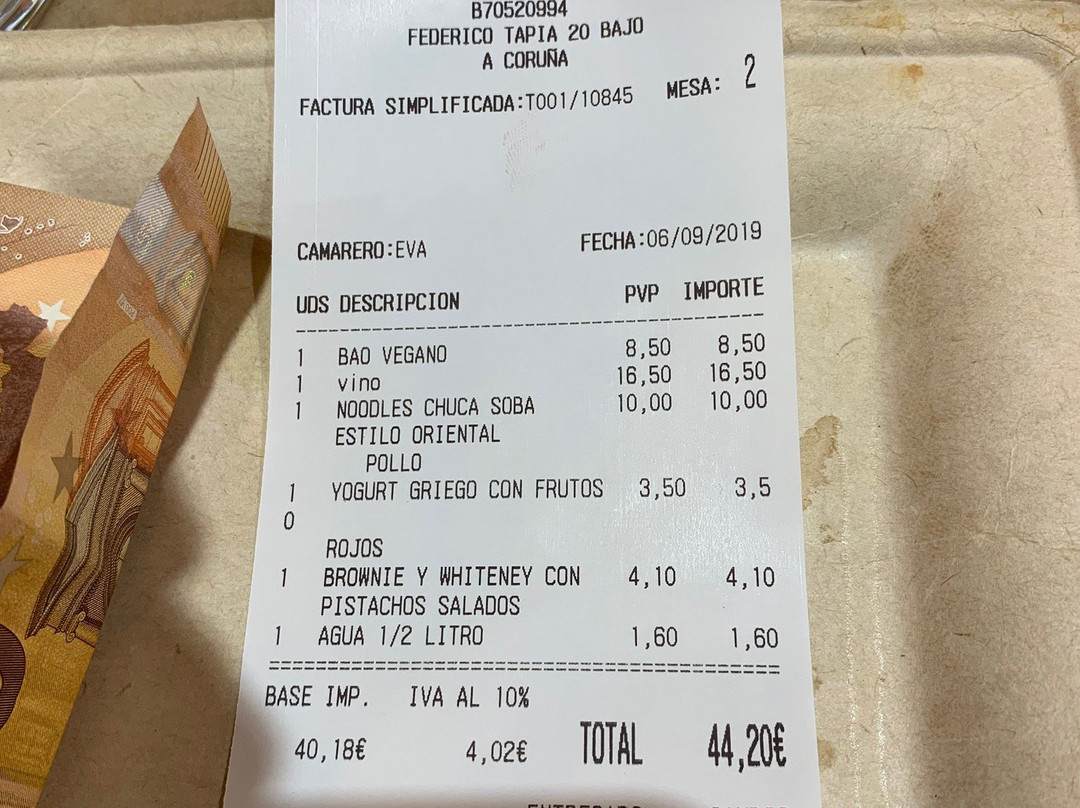 B70520994
FEDERICO TAPIA 20 BAJO
A CORUÑA
FACTURA SIMPLIFICADA:T001/10845 MESA: 2
CAMARERO:EVA FECHA:06/09/2019
UDS DESCRIPCION PVP IMPORTE
1 BAO VEGANO 8,50 8,50
1 vino 16,50 16,50
1 NOODLES CHUCA SOBA 10,00 10,00
ESTILO ORIENTAL
POLLO
1 YOGURT GRIEGO CON FRUTOS 3,50 3,5
0
ROJOS
1 BROWNIE Y WHITENEY CON 4,10 4,10
PISTACHOS SALADOS
1 AGUA 1/2 LITRO 1,60 1,60
BASE IMP. IVA AL 10%
40,18€ 4,02€ TOTAL 44,20€